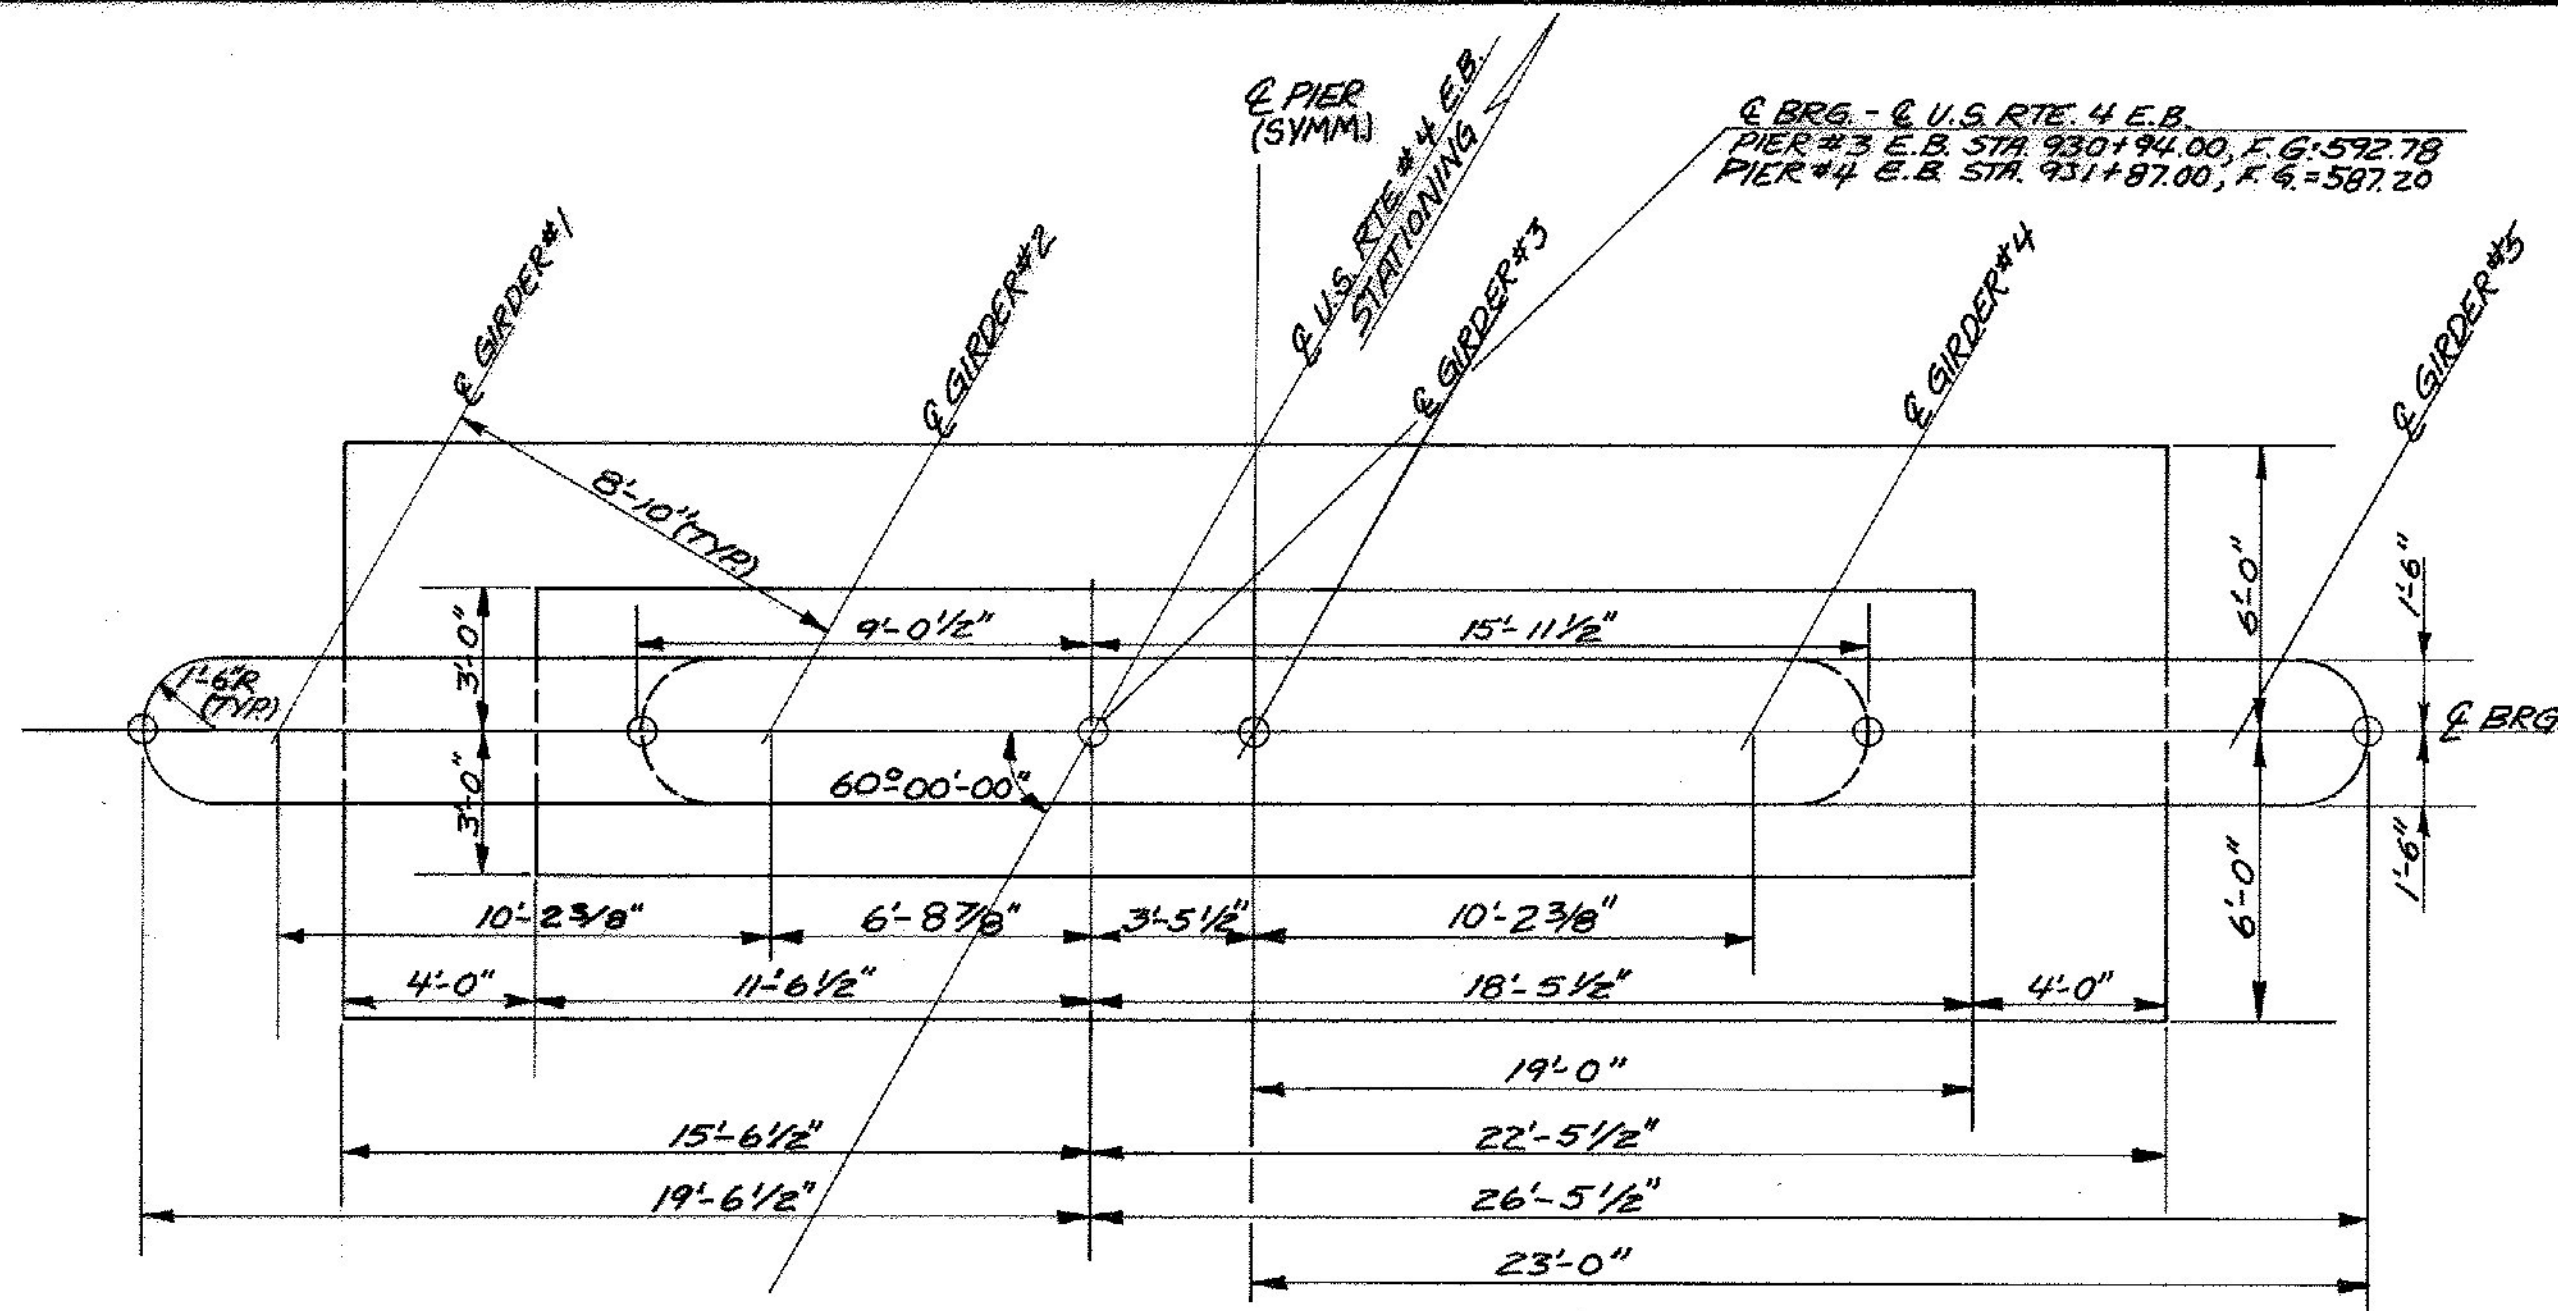 ℄ PIER
(SYMM.)
℄ U.S. RTE #4 E.B.
STATIONING
℄ BRG. - ℄ U.S. RTE. 4 E.B.
PIER #3 E.B. STA. 930+94.00, F.G.=592.78
PIER #4 E.B. STA. 931+87.00, F.G.=587.20
℄ GIRDER #1
℄ GIRDER #2
℄ GIRDER #3
℄ GIRDER #4
℄ GIRDER #5
8'-10" (TYP.)
3'-0"
9'-0 1/2"
15'-11 1/2"
6'-0"
1'-6"
1'-6"R
(TYP.)
℄ BRG.
3'-0"
60°00'-00"
6'-0"
1'-6"
10'-2 3/8"
6'-8 7/8"
3'-5 1/2"
10'-2 3/8"
4'-0"
11'-6 1/2"
18'-5 1/2"
4'-0"
19'-0"
15'-6 1/2"
22'-5 1/2"
19'-6 1/2"
26'-5 1/2"
23'-0"